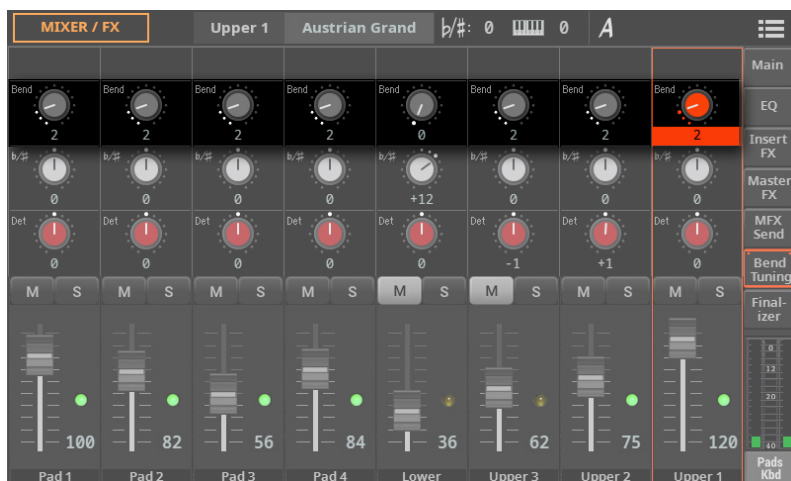 MIXER / FX
Upper 1
Austrian Grand
♭/♯: 0
0
A
Main
EQ
Insert
FX
Master
FX
MFX
Send
Bend
Tuning
Final-
izer
Bend Bend Bend Bend Bend Bend Bend Bend
2 2 2 2 0 2 2 2
♭/♯ ♭/♯ ♭/♯ ♭/♯ ♭/♯ ♭/♯ ♭/♯ ♭/♯
0 0 0 0 +12 0 0 0
Det Det Det Det Det Det Det Det
0 0 0 0 0 -1 +1 0
M S M S M S M S M S M S M S M S
100 82 56 84 36 62 75 120
Pad 1 Pad 2 Pad 3 Pad 4 Lower Upper 3 Upper 2 Upper 1
0
12
20
40
Pads
Kbd